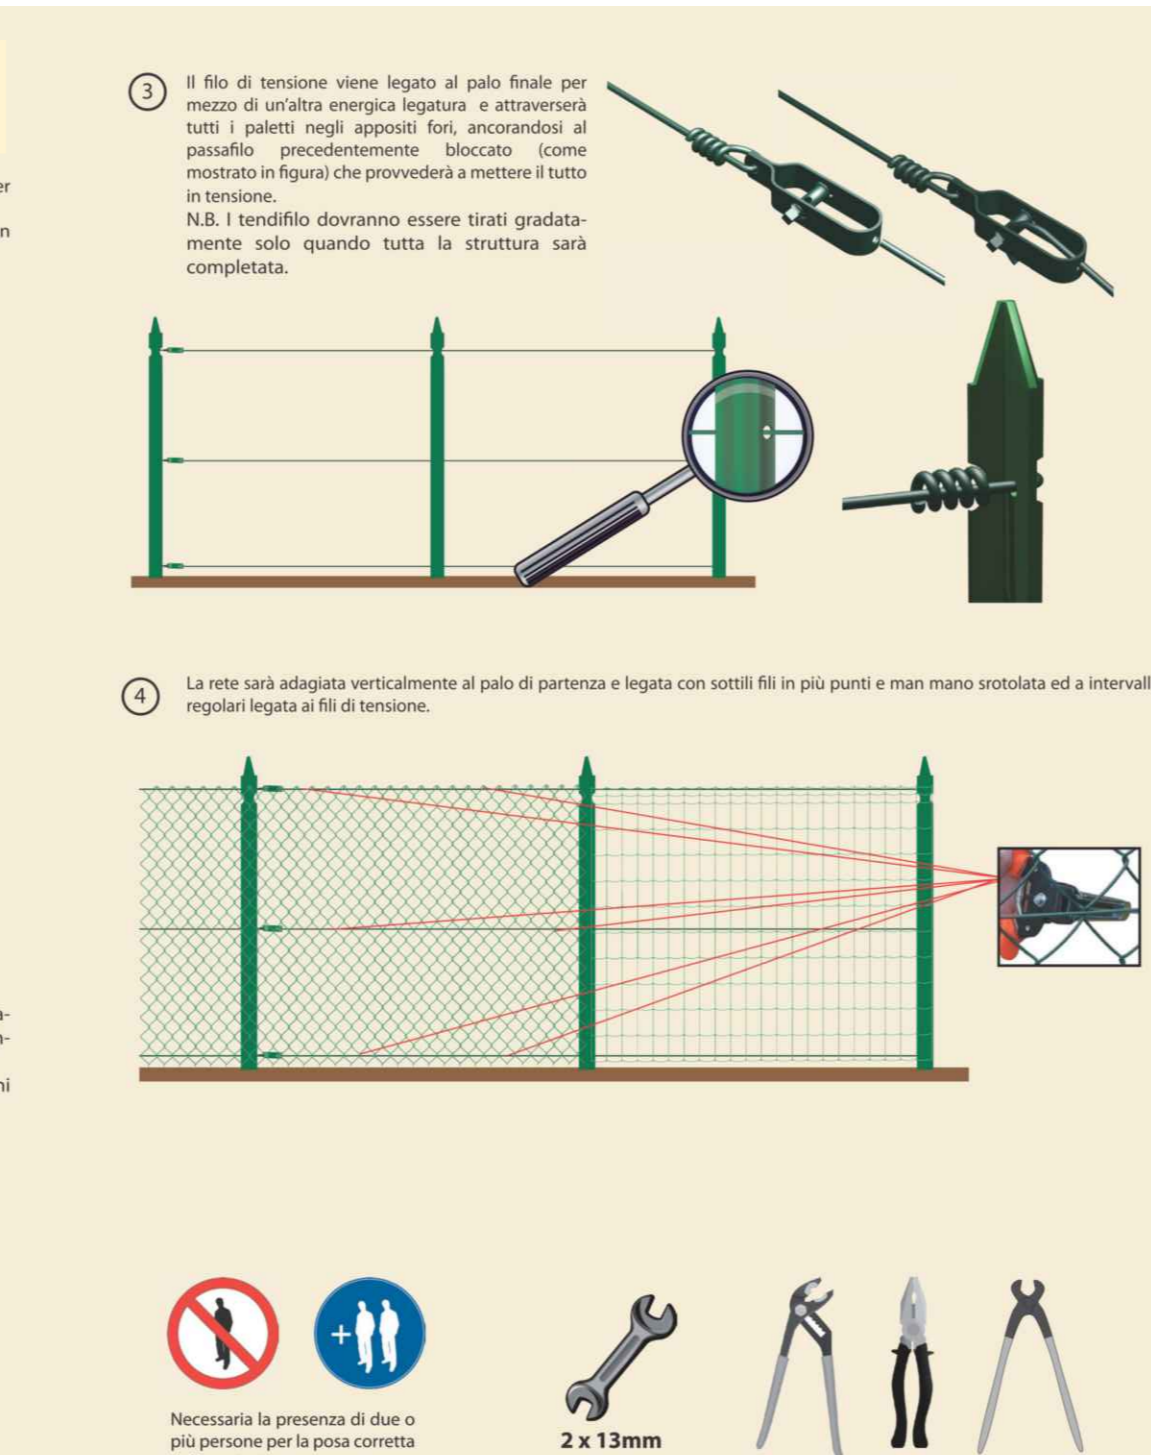 er
n
a-
n-
ni
3
Il filo di tensione viene legato al palo finale per
mezzo di un'altra energica legatura e attraverserà
tutti i paletti negli appositi fori, ancorandosi al
passafilo precedentemente bloccato (come
mostrato in figura) che provvederà a mettere il tutto
in tensione.
N.B. I tendifilo dovranno essere tirati gradata-
mente solo quando tutta la struttura sarà
completata.
4
La rete sarà adagiata verticalmente al palo di partenza e legata con sottili fili in più punti e man mano srotolata ed a intervall
regolari legata ai fili di tensione.
+
Necessaria la presenza di due o
più persone per la posa corretta
2 x 13mm